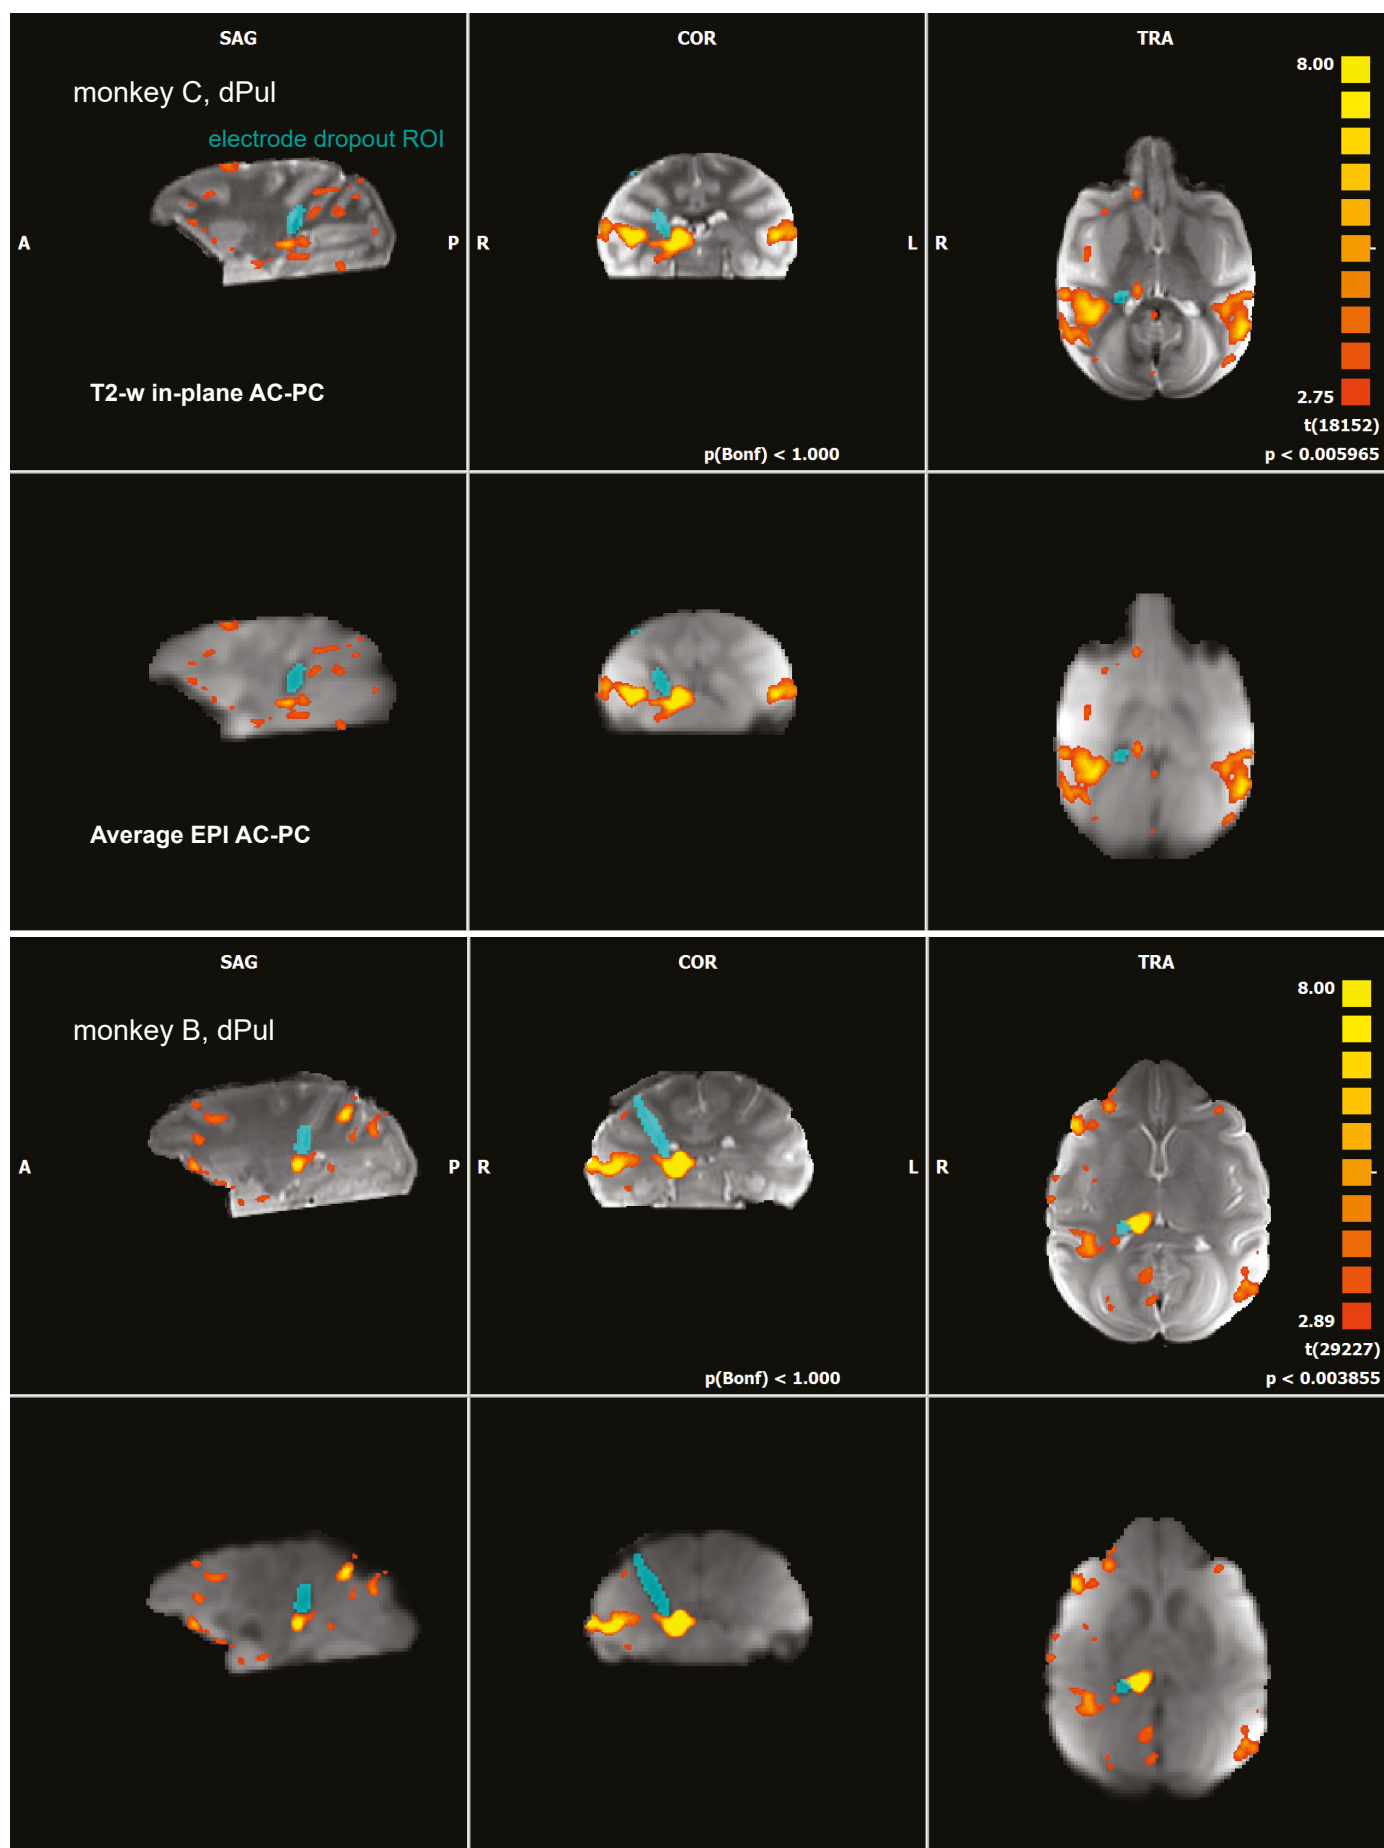 SAG COR TRA
8.00
monkey C, dPul
electrode dropout ROI
A P R L R L
T2-w in-plane AC-PC
2.75
t(18152)
p(Bonf) < 1.000 p < 0.005965
Average EPI AC-PC
SAG COR TRA
8.00
monkey B, dPul
A P R L R L
2.89
t(29227)
p(Bonf) < 1.000 p < 0.003855